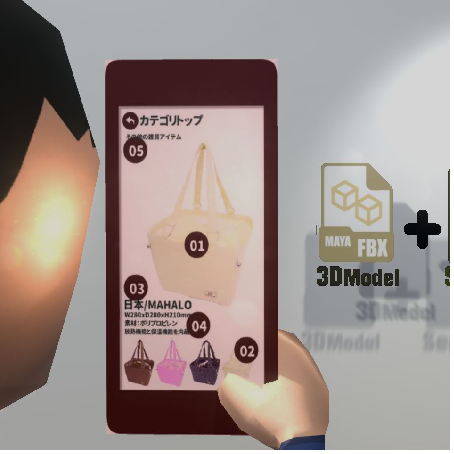 カテゴリトップ
その他の雑貨アイテム
05
01
03
日本/MAHALO
W280xD280xH210mm
素材：ポリプロピレン
04
02
MAYA FBX
3DModel
+
3DModel